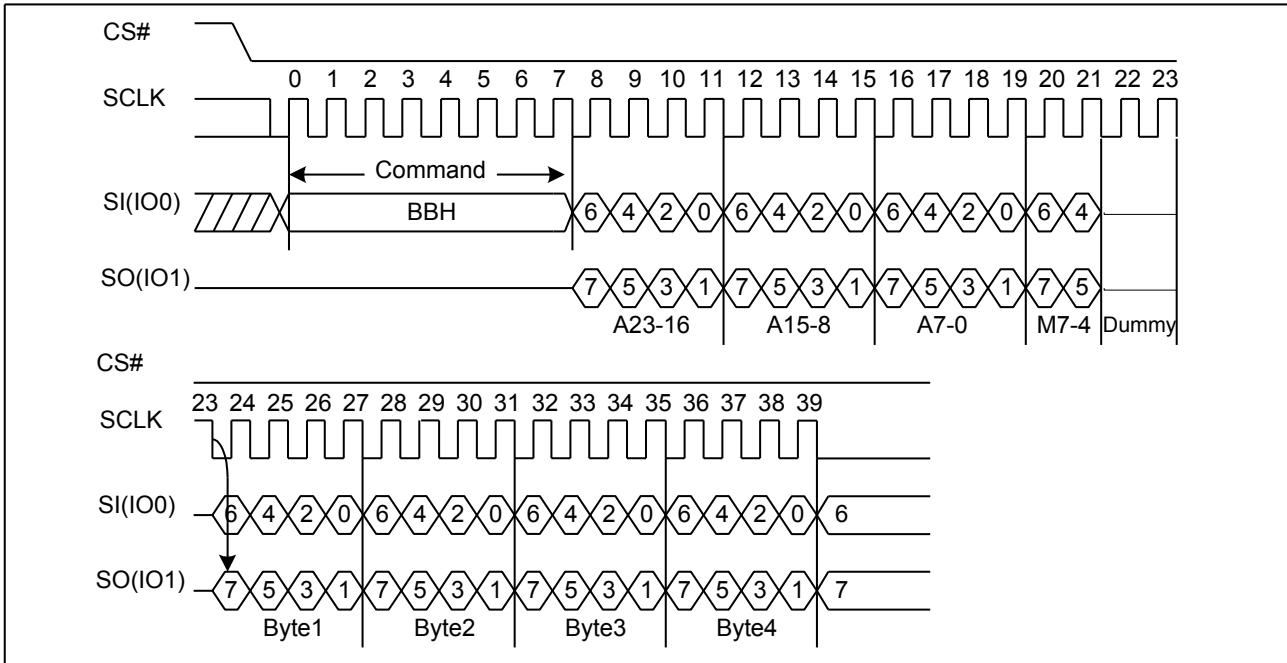 CS#
0 1 2 3 4 5 6 7 8 9 10 11 12 13 14 15 16 17 18 19 20 21 22 23
SCLK
Command
SI(IO0) BBH 6 4 2 0 6 4 2 0 6 4 2 0 6 4
SO(IO1) 7 5 3 1 7 5 3 1 7 5 3 1 7 5
A23-16 A15-8 A7-0 M7-4 Dummy
CS#
23 24 25 26 27 28 29 30 31 32 33 34 35 36 37 38 39
SCLK
SI(IO0) 6 4 2 0 6 4 2 0 6 4 2 0 6 4 2 0 6
SO(IO1) 7 5 3 1 7 5 3 1 7 5 3 1 7 5 3 1 7
Byte1 Byte2 Byte3 Byte4